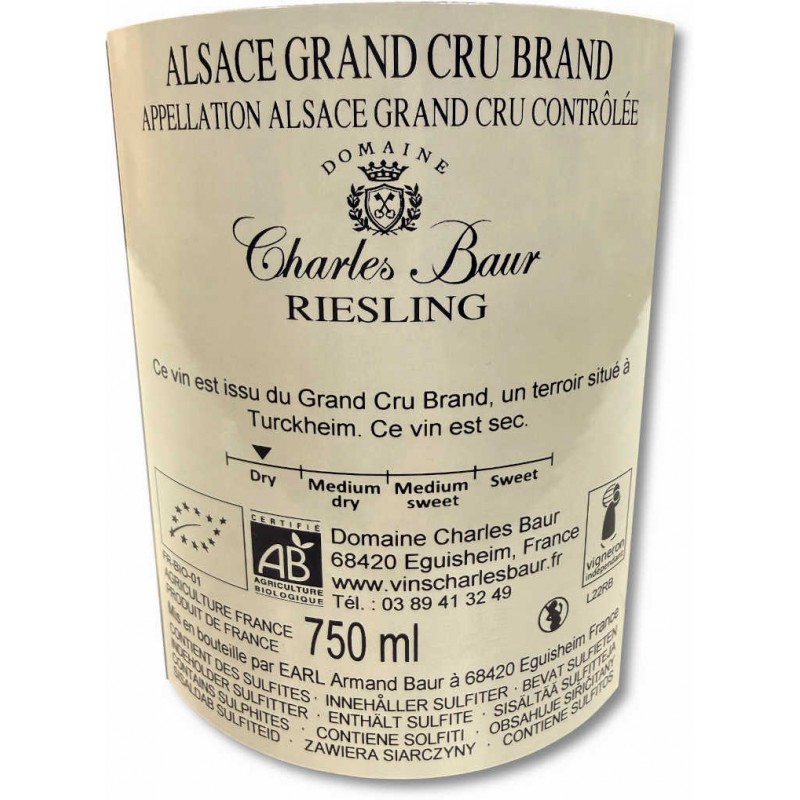 ALSACE GRAND CRU BRAND
APPELLATION ALSACE GRAND CRU CONTRÔLÉE
DOMAINE
Charles Baur
RIESLING
Ce vin est issu du Grand Cru Brand, un terroir situé à
Turckheim. Ce vin est sec.
Dry
Medium dry
Medium sweet
Sweet
FR-BIO-01
AGRICULTURE FRANCE
CERTIFIÉ
AB
AGRICULTURE
BIOLOGIQUE
Domaine Charles Baur
68420 Eguisheim, France
www.vinscharlesbaur.fr
Tél. : 03 89 41 32 49
vigneron
indépendant
L22RB
PRODUIT DE FRANCE
750 ml
Mis en bouteille par EARL Armand Baur à 68420 Eguisheim France
CONTIENT DES SULFITES - INNEHÅLLER SULFITER - BEVAT SULFIETEN
INDEHOLDER SULFITTER - ENTHÄLT SULFITE - SISÄLTÄÄ SULFITTEJA
CONTAINS SULPHITES - CONTIENE SOLFITI - OBSAHUJE SIŘIČITANY
SISALDAB SULFITEID - ZAWIERA SIARCZYNY - CONTIENE SULFITOS